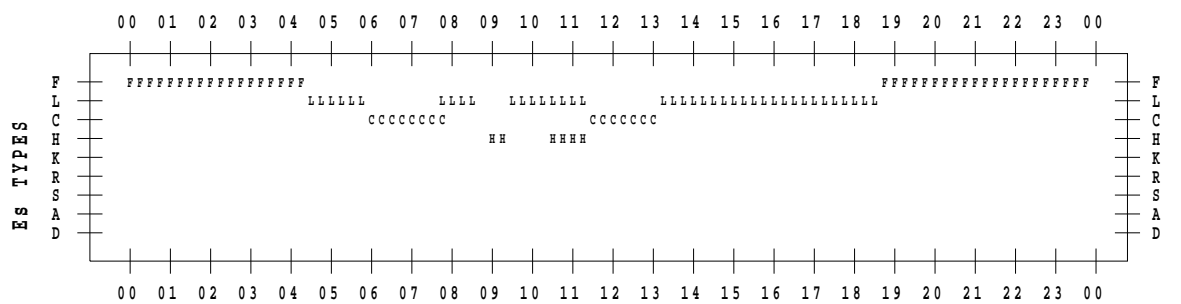 00 01 02 03 04 05 06 07 08 09 10 11 12 13 14 15 16 17 18 19 20 21 22 23 00
F FFFFFFFFFFFFFFFFFF FFFFFFFFFFFFFFFFFFFFF F
L LLLLLL LLLL LLLLLLLL LLLLLLLLLLLLLLLLLLLLLL L
C CCCCCCCC CCCCCCC C
H HH HHHH H
K K
R R
S S
A A
D D
Es TYPES
00 01 02 03 04 05 06 07 08 09 10 11 12 13 14 15 16 17 18 19 20 21 22 23 00